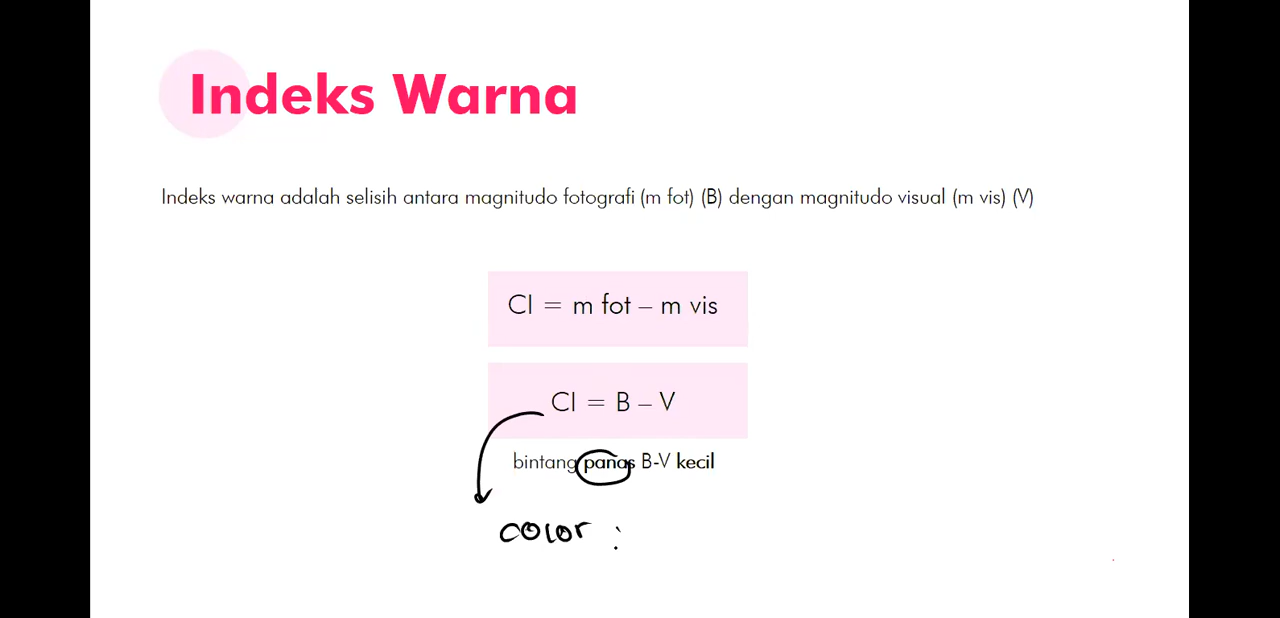 Indeks Warna
Indeks warna adalah selisih antara magnitudo fotografi (m fot) (B) dengan magnitudo visual (m vis) (V)
CI = m fot – m vis
CI = B – V
bintang panas B-V kecil
color :